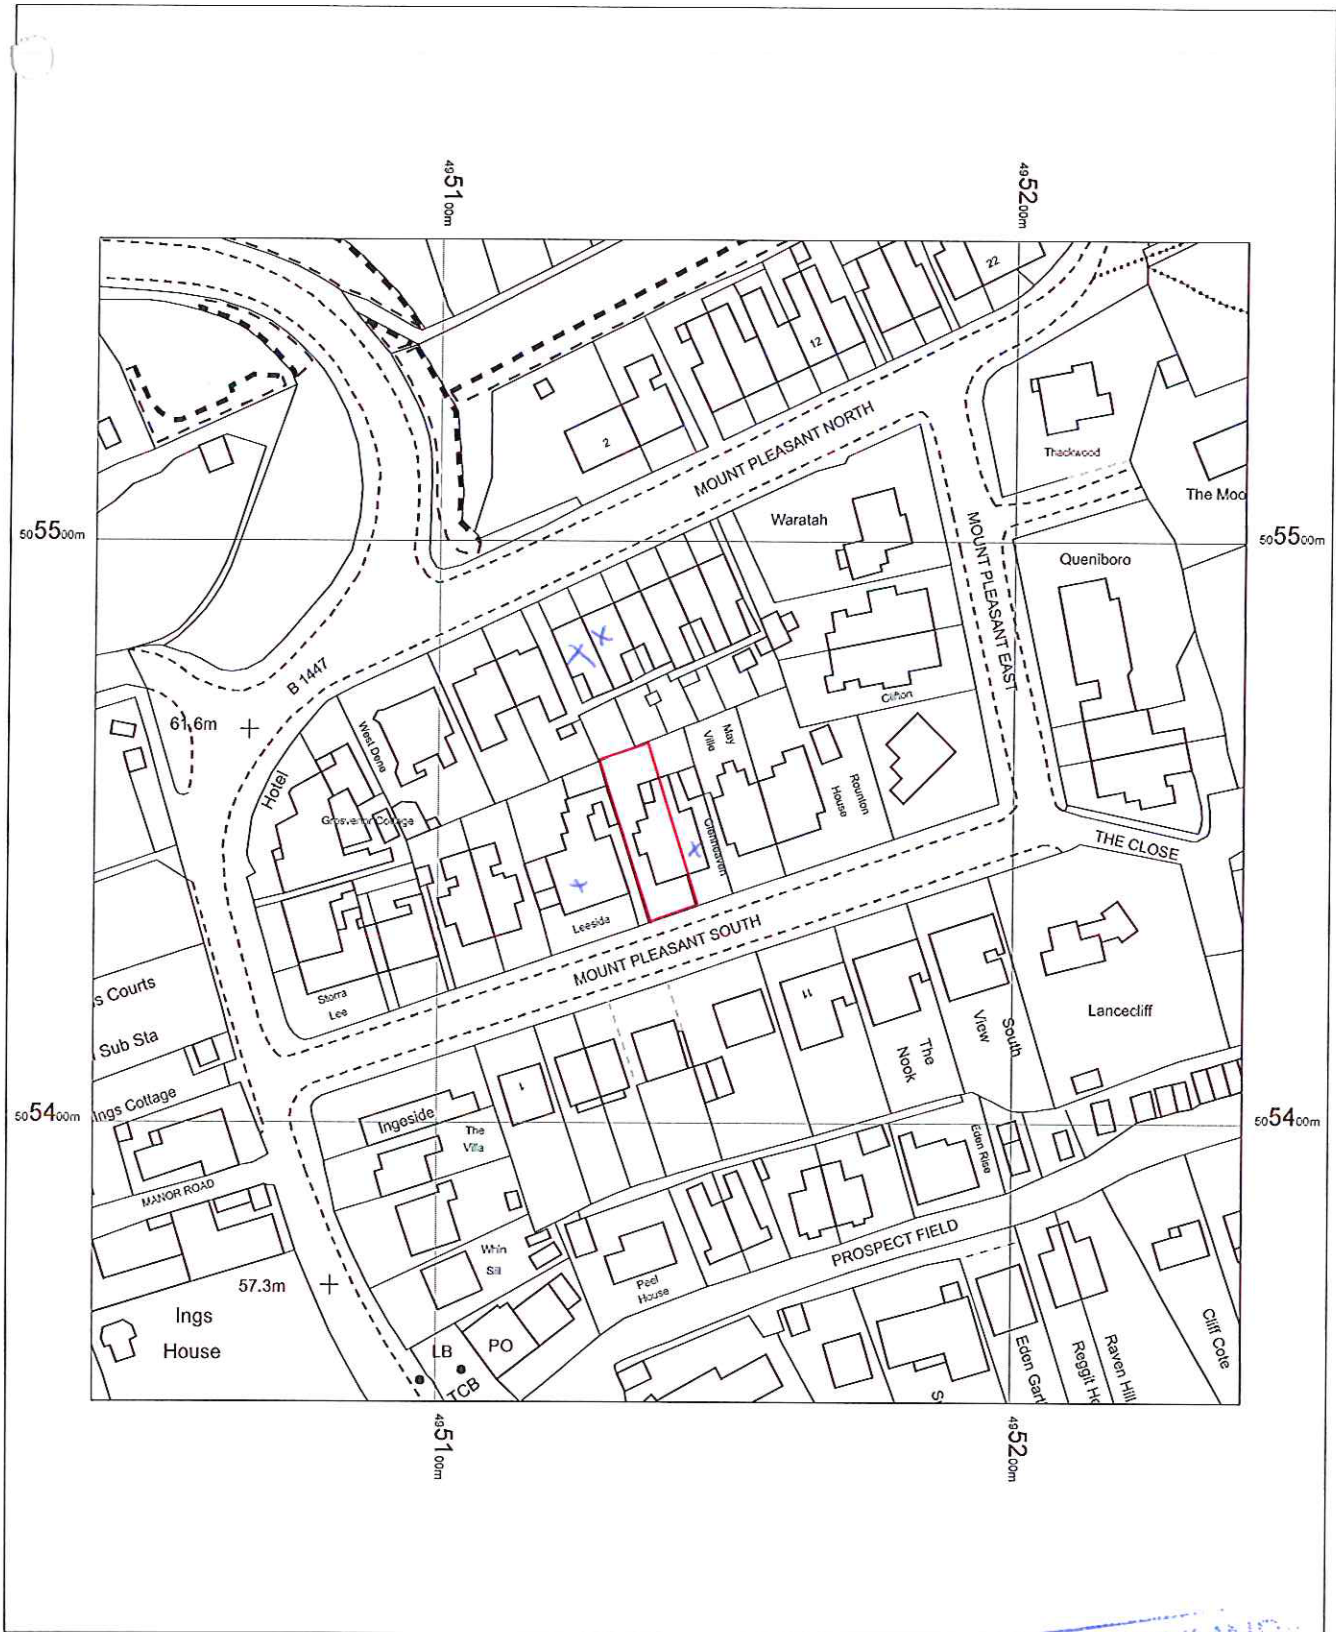 4951 00m
4952 00m
22
12
2
MOUNT PLEASANT NORTH
Thackwood
The Moo
Waratah
5055 00m
5055 00m
MOUNT PLEASANT EAST
Queniboro
B 1447
61.6m
West Dene
Clifton
May
Ville
Hotel
Grosvenor Cottage
Rounton
House
Glenheaven
THE CLOSE
Leeside
MOUNT PLEASANT SOUTH
Storra
Lee
s Courts
Sub Sta
11
The
Nook
South
View
Lancecliff
Ings Cottage
1
5054 00m
5054 00m
Ingeside
The
Villa
Eden Rise
MANOR ROAD
PROSPECT FIELD
Whin
Sill
Peel
House
57.3m
Ings
House
LB
PO
TCB
S
Eden Gart
Reggit Ho
Raven Hill
Cliff Cote
4951 00m
4952 00m